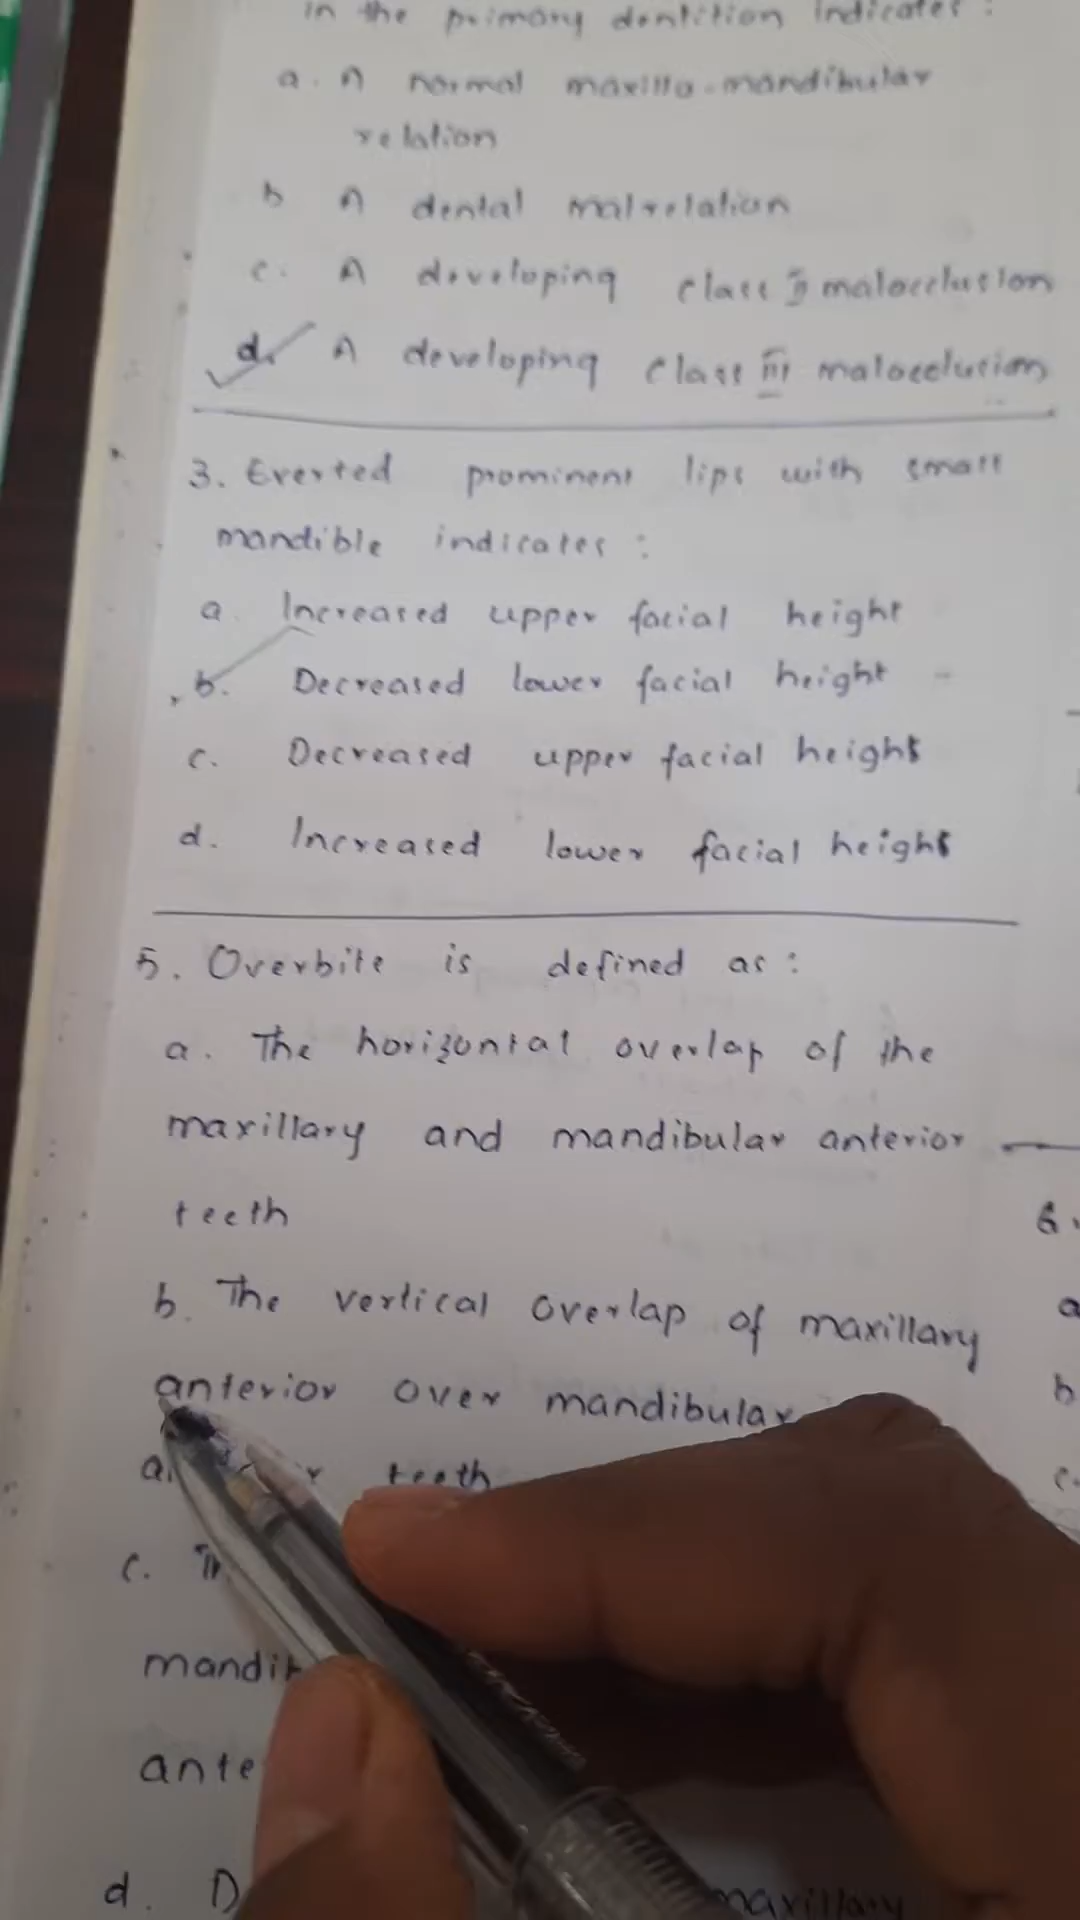 in the primary dentition indicates :
a. A normal maxillo-mandibular
relation
b A dental malrelation
c. A developing class II malocclusion
d. A developing class III malocclusion
3. Everted prominent lips with small
mandible indicates :
a. Increased upper facial height
b. Decreased lower facial height
c. Decreased upper facial height
d. Increased lower facial height
5. Overbite is defined as :
a. The horizontal overlap of the
maxillary and mandibular anterior
teeth
b. The vertical overlap of maxillary
anterior over mandibular
teeth
c.
d.
maxillary
6.
a
b
c.